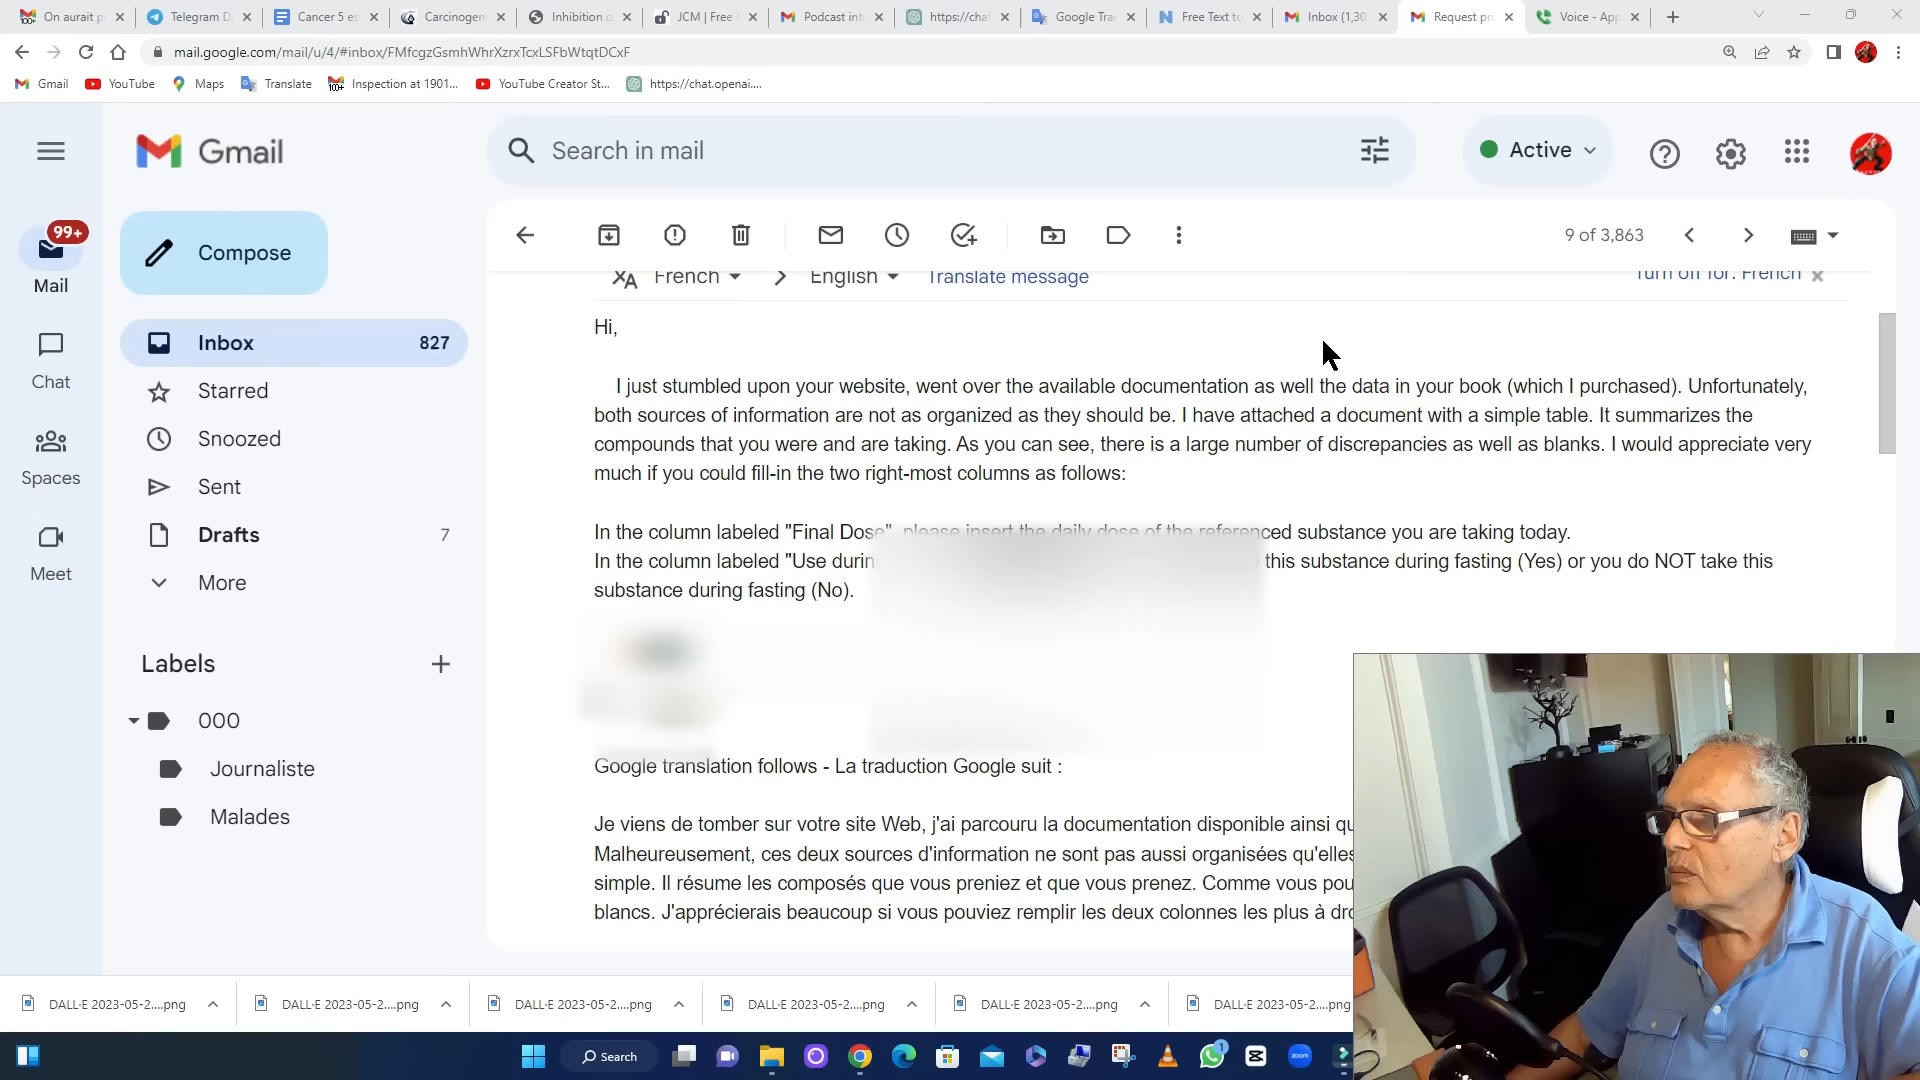 On aurait p
Telegram D
Cancer 5 es
Carcinogen
Inhibition o
JCM | Free
Podcast int
https://chat
Google Tra
Free Text to
Inbox (1,30
Request pr
Voice - App
mail.google.com/mail/u/4/#inbox/FMfcgzGsmhWhrXzrxTcxLSFbWtqtDCxF
Gmail
YouTube
Maps
Translate
Inspection at 1901...
YouTube Creator St...
https://chat.openai....
Gmail
Search in mail
Active
99+
Mail
Chat
Spaces
Meet
Compose
Inbox 827
Starred
Snoozed
Sent
Drafts 7
More
Labels
000
Journaliste
Malades
9 of 3,863
French English Translate message Turn off for: French
Hi,
I just stumbled upon your website, went over the available documentation as well the data in your book (which I purchased). Unfortunately,
both sources of information are not as organized as they should be. I have attached a document with a simple table. It summarizes the
compounds that you were and are taking. As you can see, there is a large number of discrepancies as well as blanks. I would appreciate very
much if you could fill-in the two right-most columns as follows:
In the column labeled "Final Dose", please insert the daily dose of the referenced substance you are taking today.
In the column labeled "Use durin this substance during fasting (Yes) or you do NOT take this
substance during fasting (No).
Google translation follows - La traduction Google suit :
Je viens de tomber sur votre site Web, j'ai parcouru la documentation disponible ainsi qu
Malheureusement, ces deux sources d'information ne sont pas aussi organisées qu'elles
simple. Il résume les composés que vous preniez et que vous prenez. Comme vous pou
blancs. J'apprécierais beaucoup si vous pouviez remplir les deux colonnes les plus à dro
DALL·E 2023-05-2....png
DALL·E 2023-05-2....png
DALL·E 2023-05-2....png
DALL·E 2023-05-2....png
DALL·E 2023-05-2....png
DALL·E 2023-05-2....png
Search
1
zoom